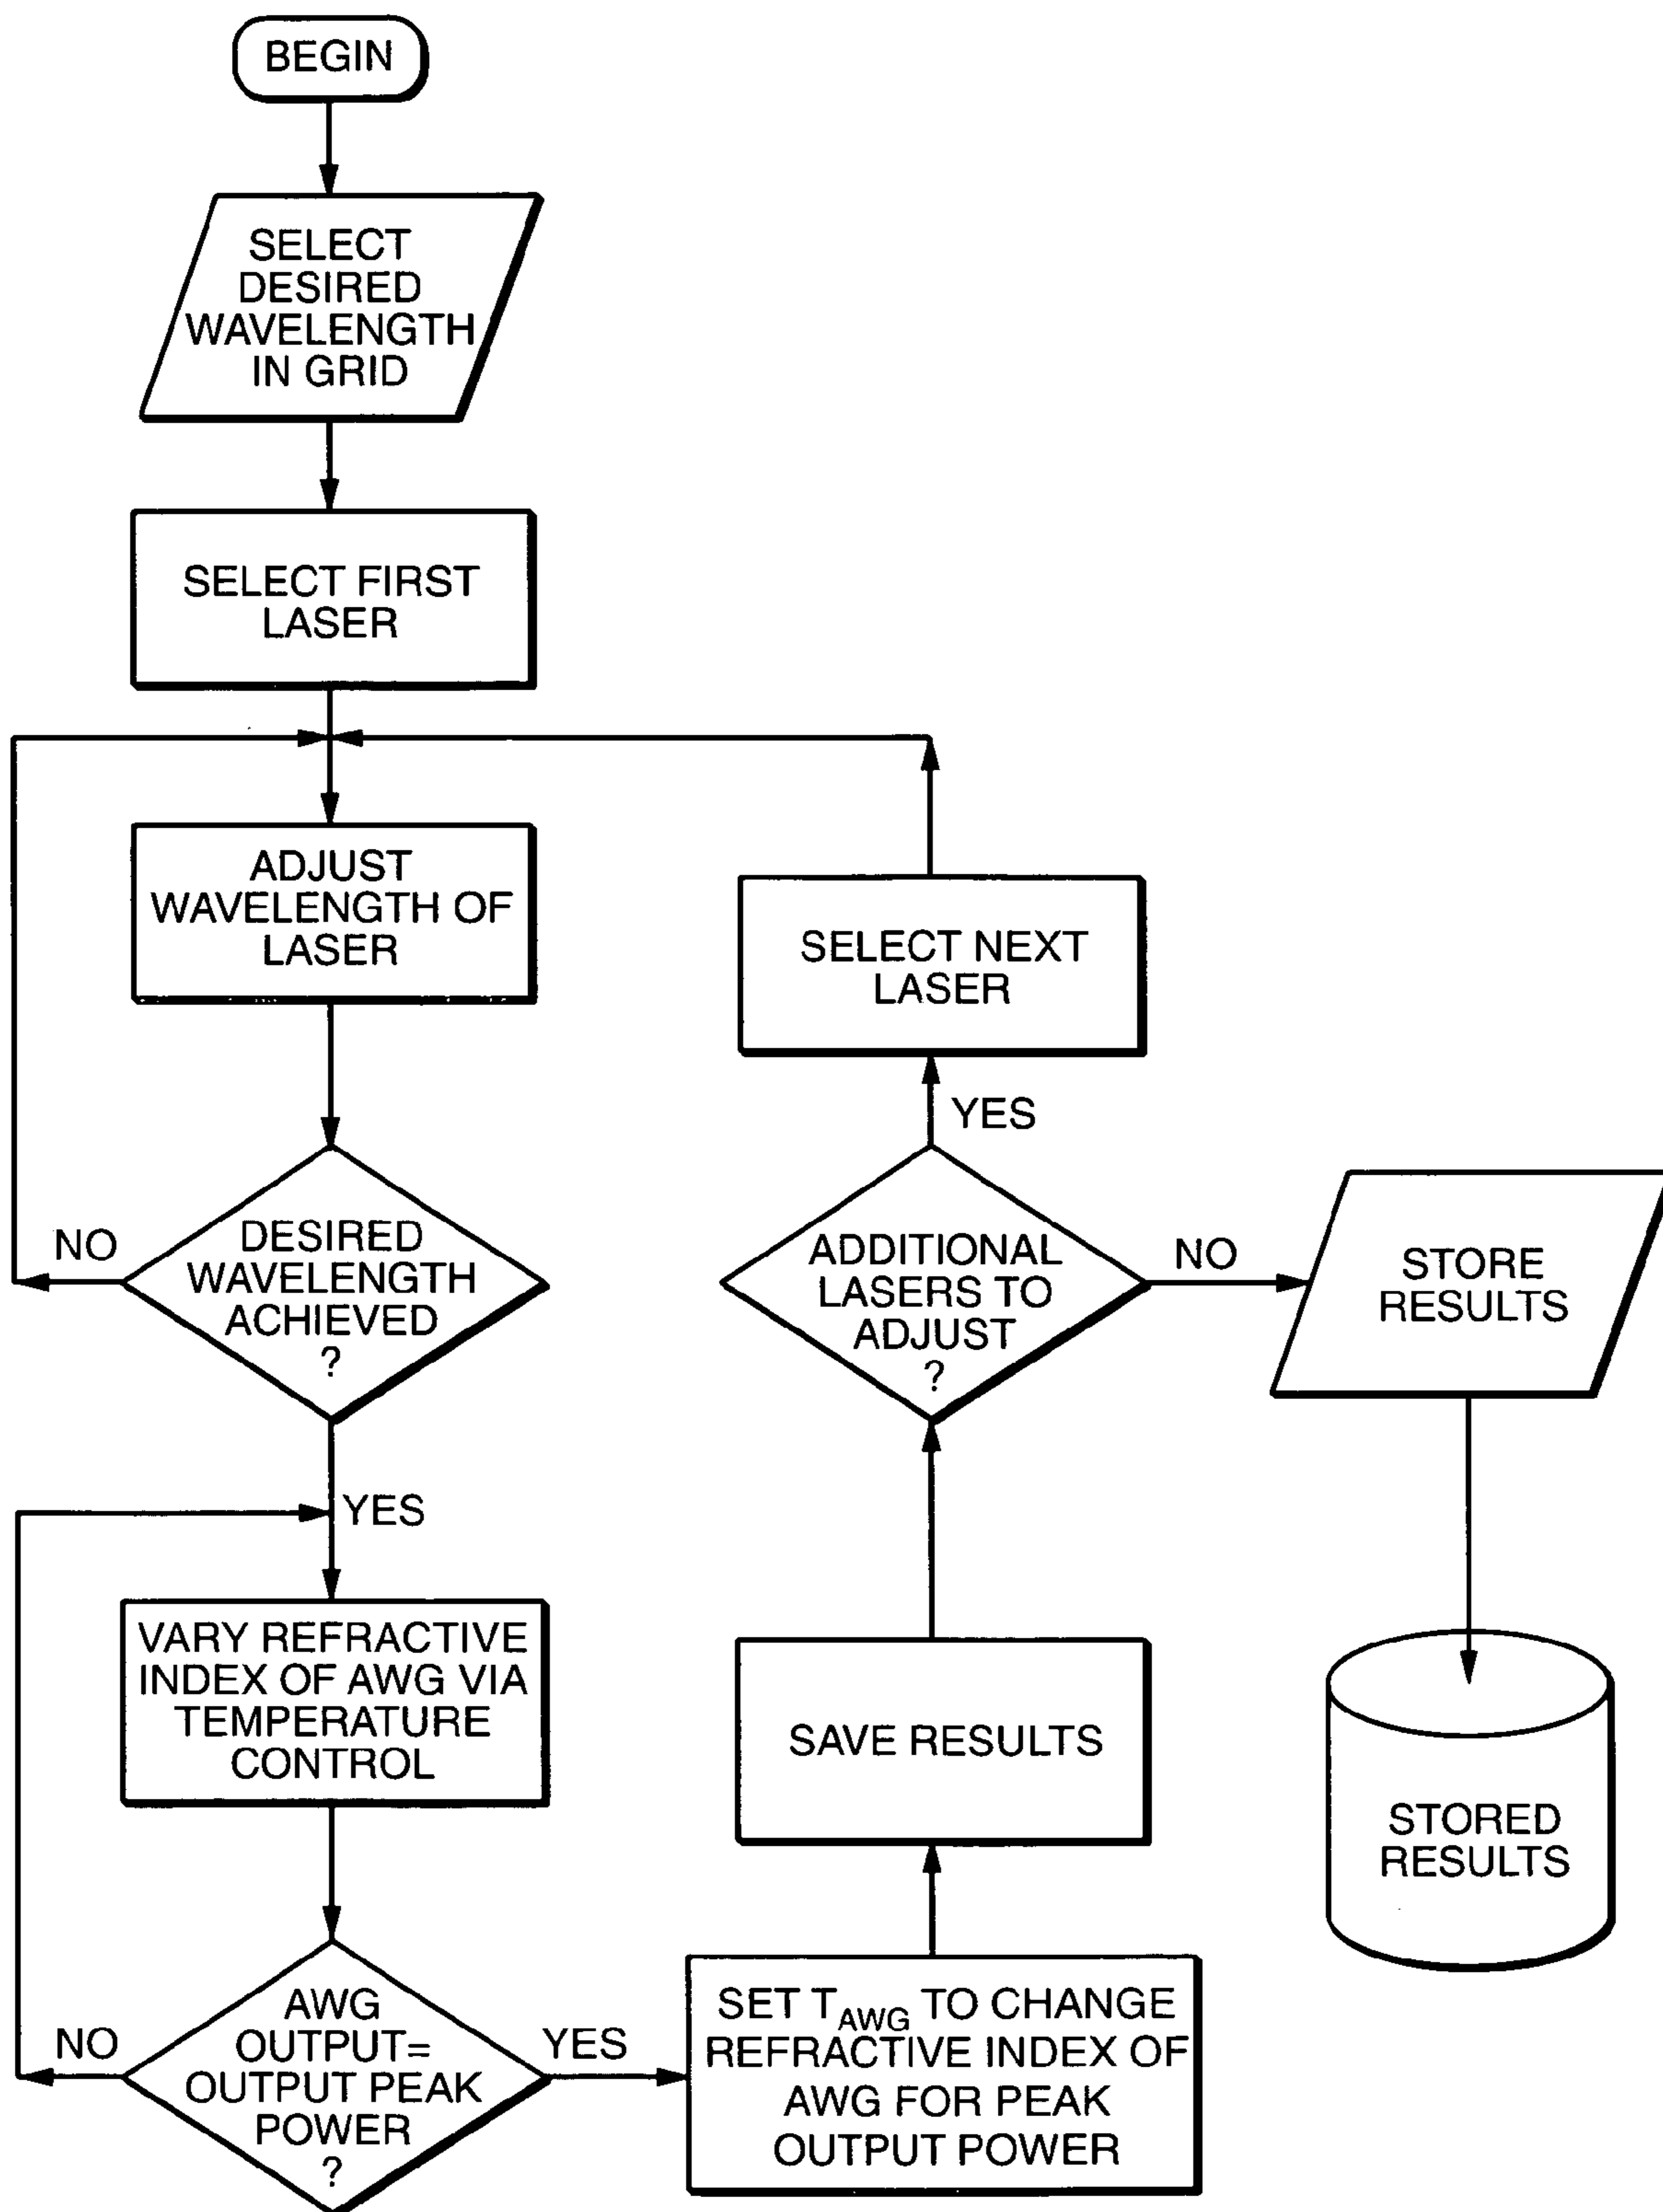 BEGIN
SELECT
DESIRED
WAVELENGTH
IN GRID
SELECT FIRST
LASER
ADJUST
WAVELENGTH OF
LASER
DESIRED
WAVELENGTH
ACHIEVED
?
NO
YES
VARY REFRACTIVE
INDEX OF AWG VIA
TEMPERATURE
CONTROL
AWG
OUTPUT=
OUTPUT PEAK
POWER
?
NO
YES
SET TAWG TO CHANGE
REFRACTIVE INDEX OF
AWG FOR PEAK
OUTPUT POWER
SAVE RESULTS
ADDITIONAL
LASERS TO
ADJUST
?
YES
SELECT NEXT
LASER
NO
STORE
RESULTS
STORED
RESULTS